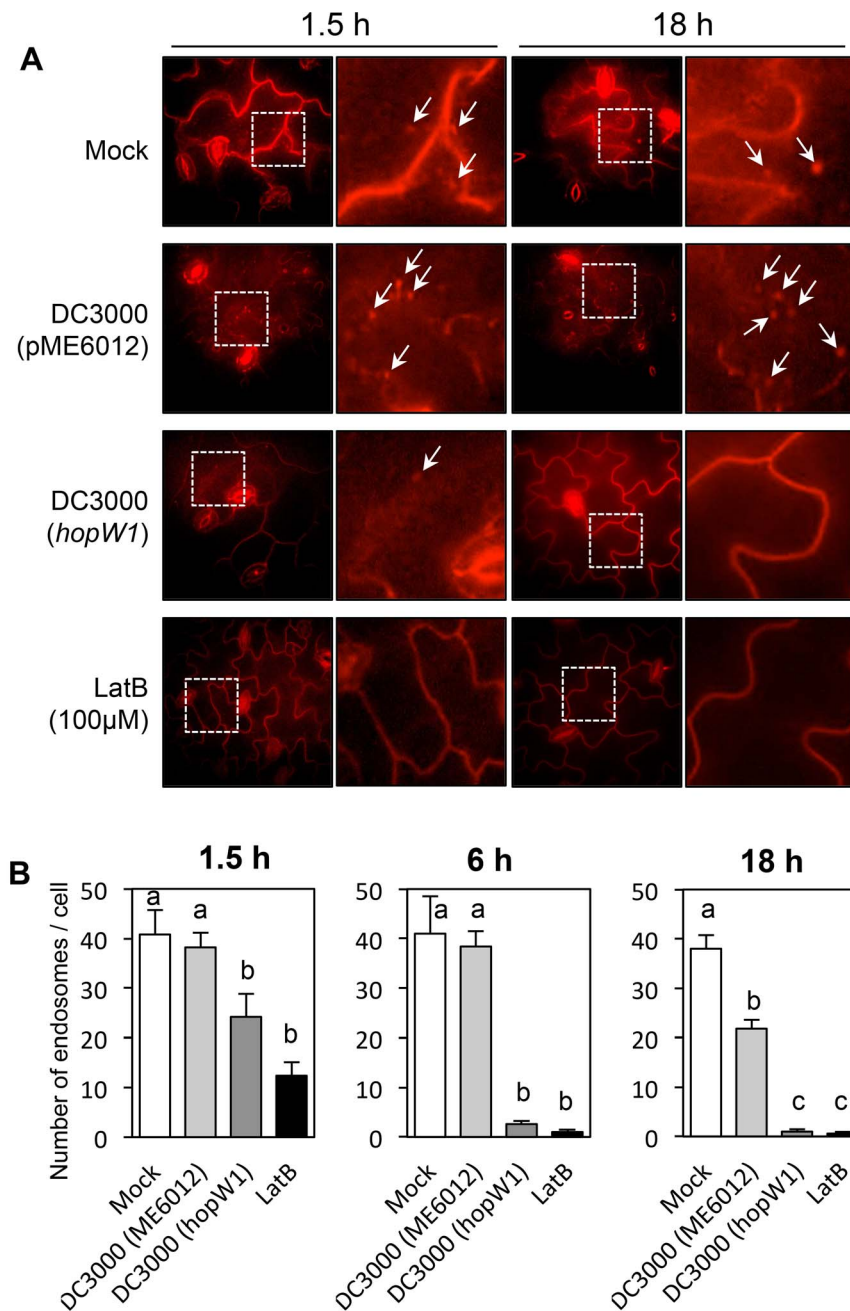 1.5 h 18 h
A
Mock
DC3000
(pME6012)
DC3000
(hopW1)
LatB
(100µM)
B
1.5 h 6 h 18 h
Number of endosomes / cell
50 50 50
40 40 40
30 30 30
20 20 20
10 10 10
0 0 0
a a b b
a a b b
a b c c
Mock DC3000 (ME6012) DC3000 (hopW1) LatB
Mock DC3000 (ME6012) DC3000 (hopW1) LatB
Mock DC3000 (ME6012) DC3000 (hopW1) LatB